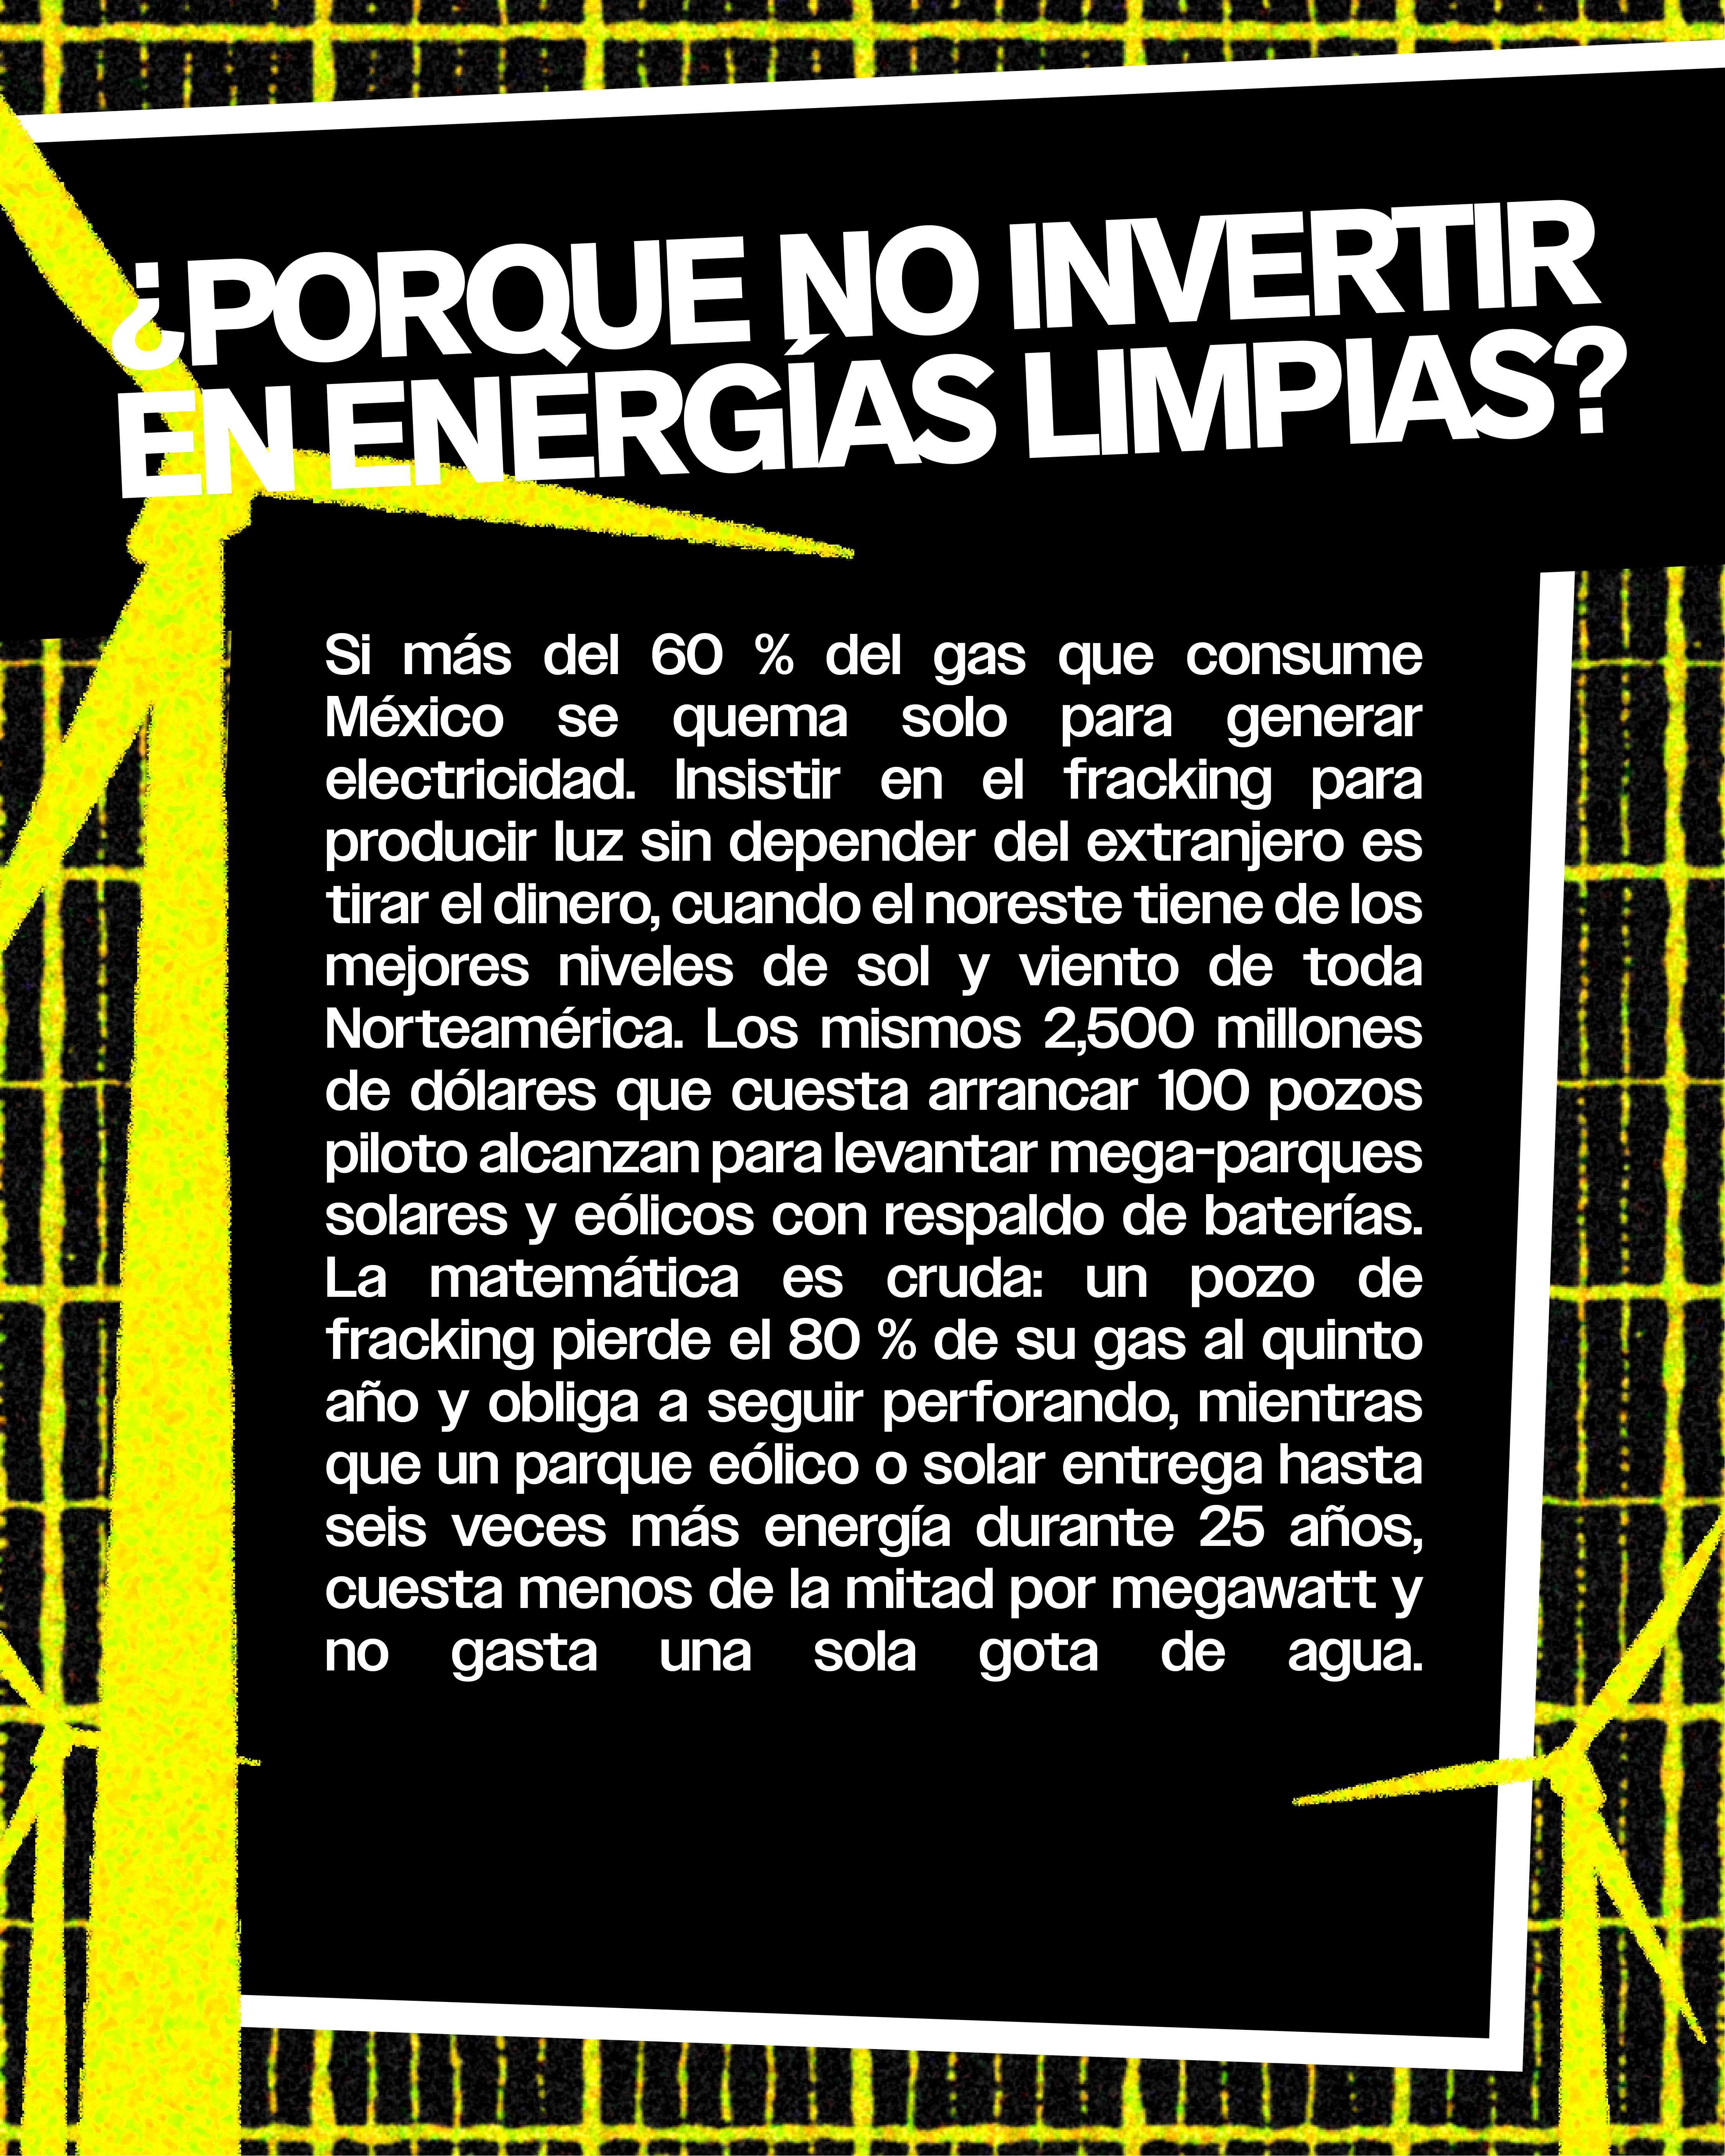 ¿PORQUE NO INVERTIR
EN ENERGÍAS LIMPIAS?
Si más del 60 % del gas que consume
México se quema solo para generar
electricidad. Insistir en el fracking para
producir luz sin depender del extranjero es
tirar el dinero, cuando el noreste tiene de los
mejores niveles de sol y viento de toda
Norteamérica. Los mismos 2,500 millones
de dólares que cuesta arrancar 100 pozos
piloto alcanzan para levantar mega-parques
solares y eólicos con respaldo de baterías.
La matemática es cruda: un pozo de
fracking pierde el 80 % de su gas al quinto
año y obliga a seguir perforando, mientras
que un parque eólico o solar entrega hasta
seis veces más energía durante 25 años,
cuesta menos de la mitad por megawatt y
no gasta una sola gota de agua.